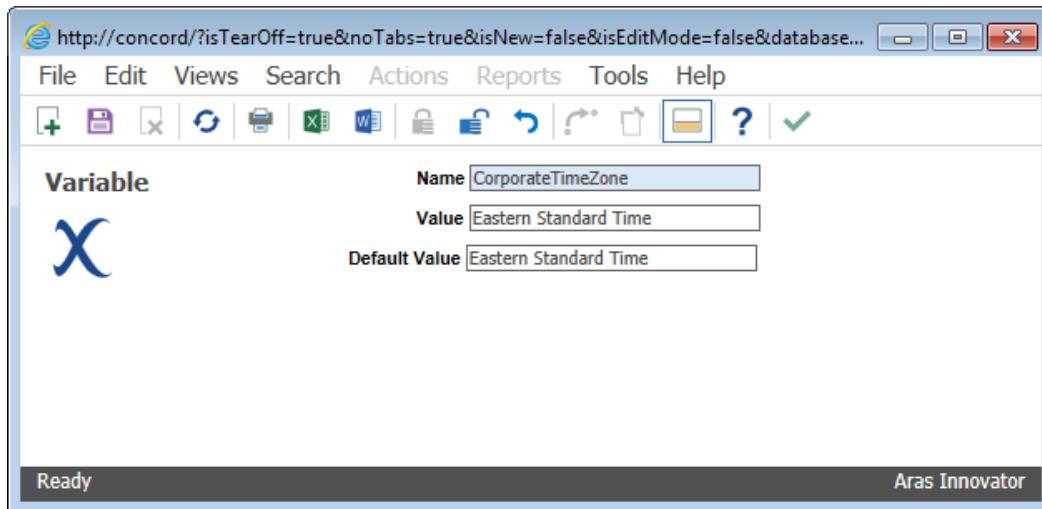 http://concord/?isTearOff=true&noTabs=true&isNew=false&isEditMode=false&database...
File Edit Views Search Actions Reports Tools Help
Variable
Name CorporateTimeZone
Value Eastern Standard Time
Default Value Eastern Standard Time
Ready Aras Innovator